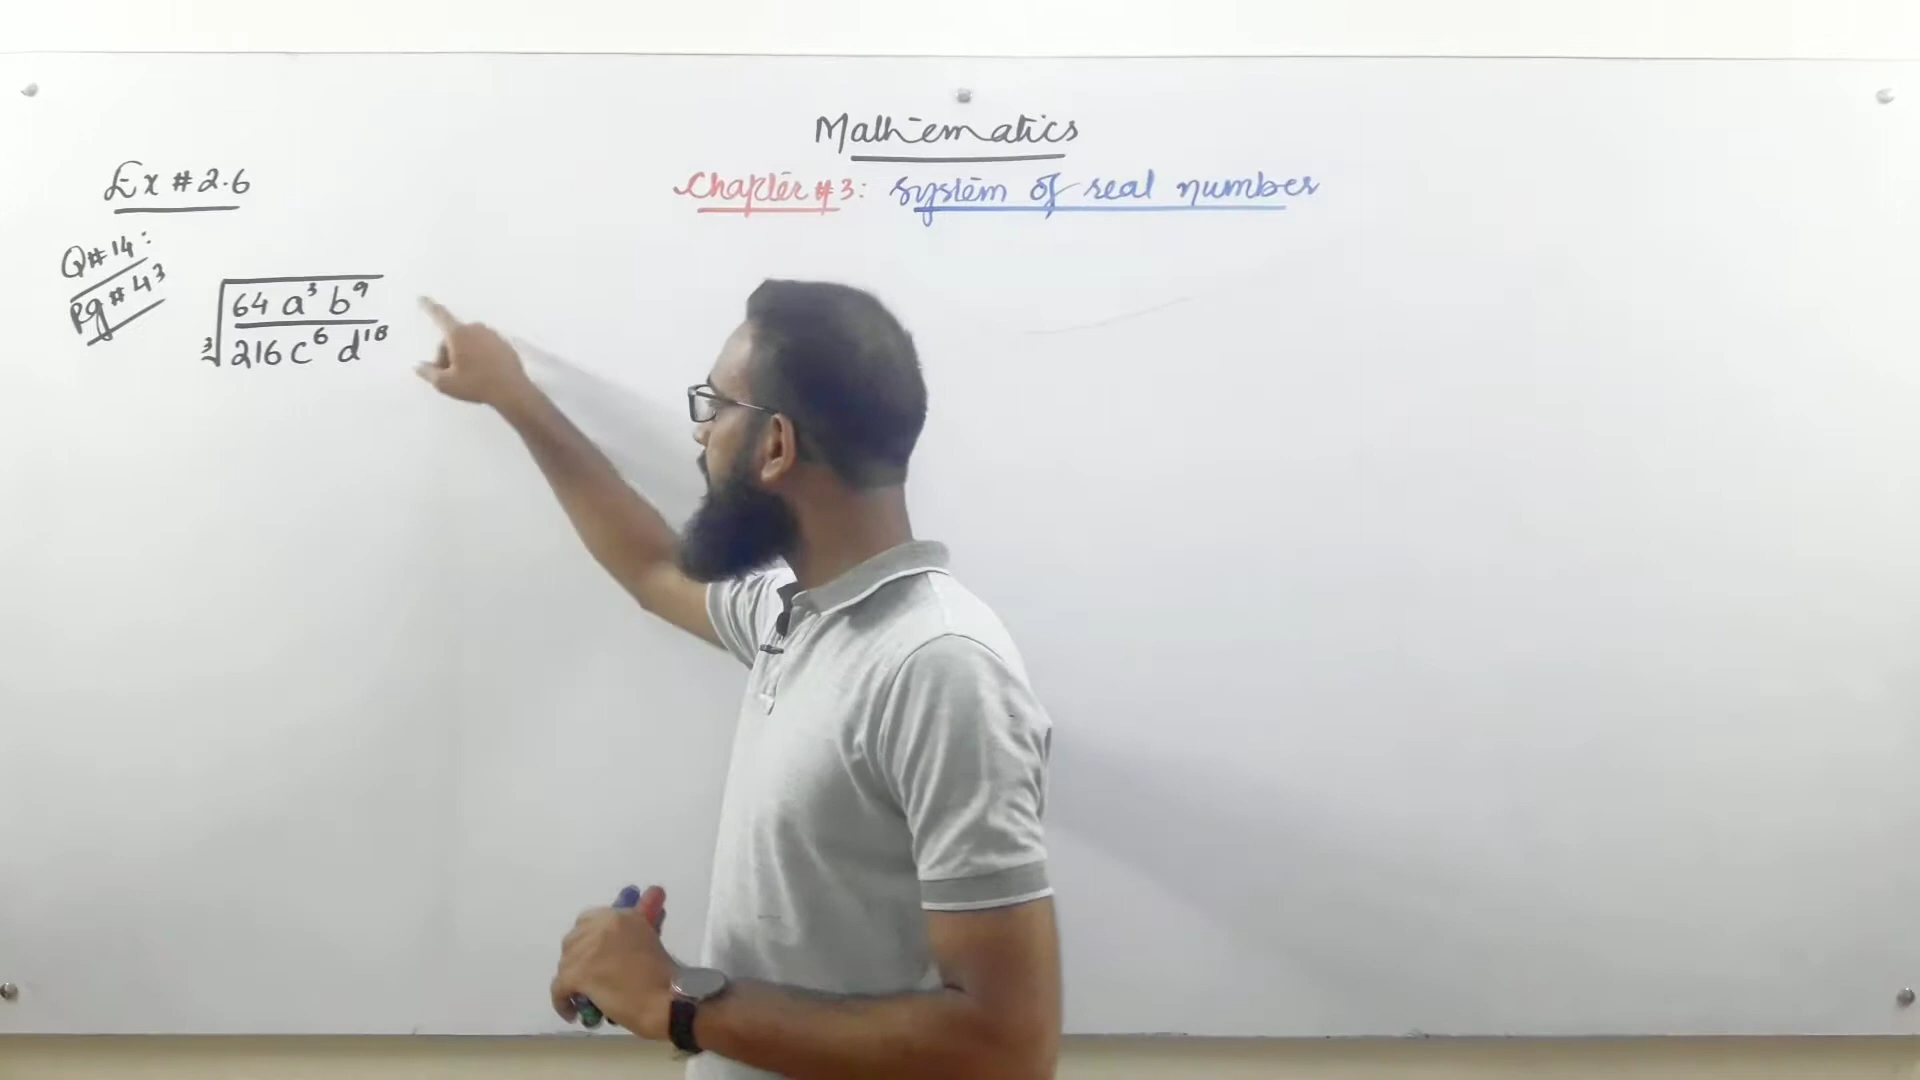 Mathematics
Chapter # 3: System of real number
Ex # 2.6
Q # 14:
Pg # 43
∛(64 a³ b⁹ / 216 c⁶ d¹⁸)